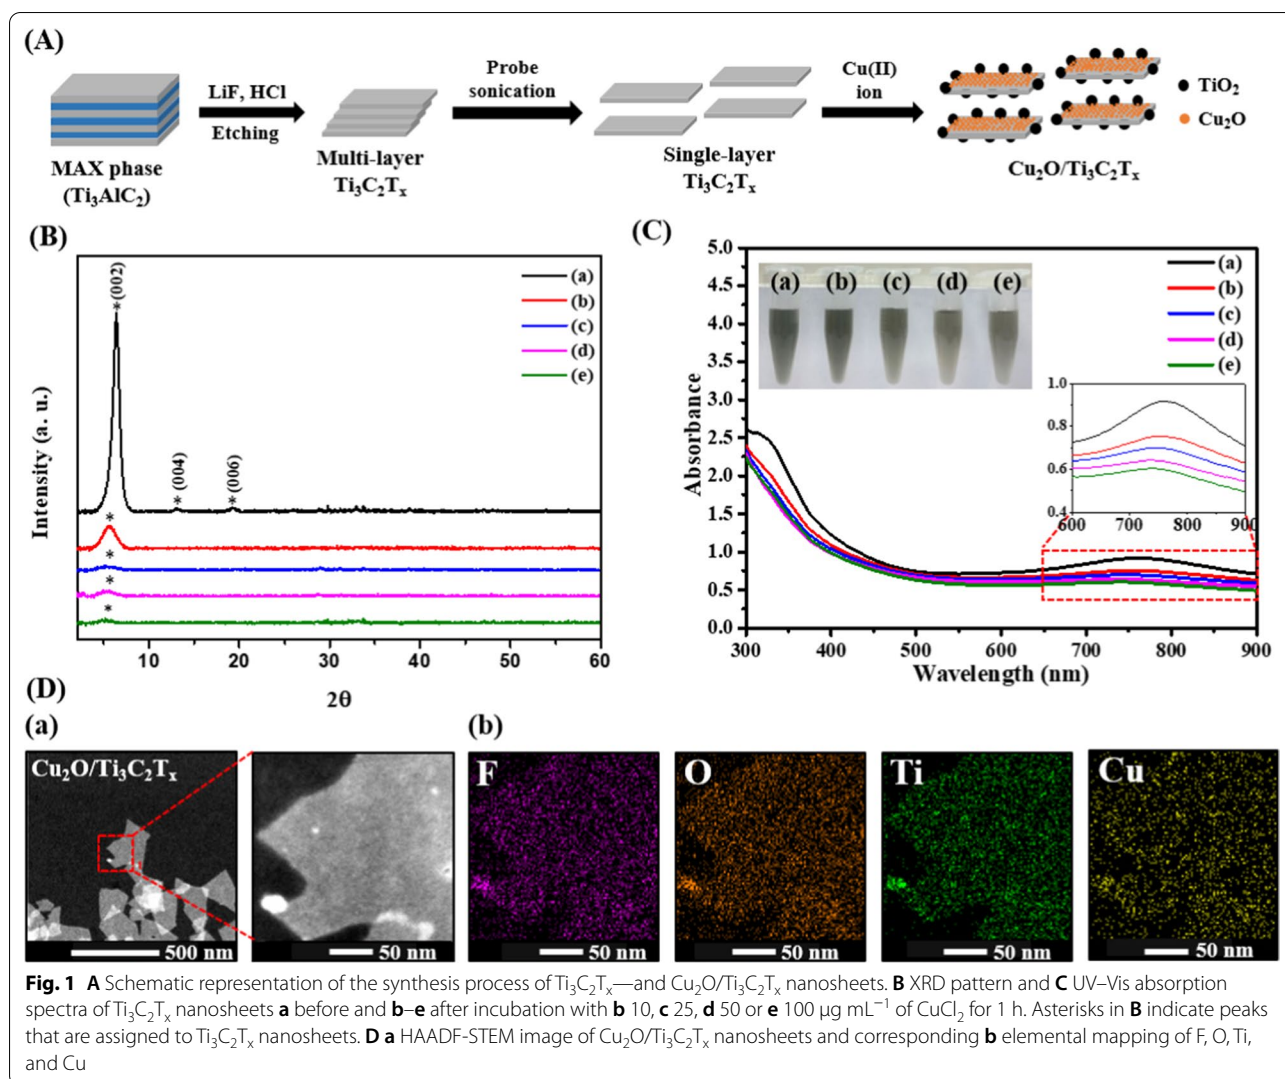 (A)
LiF, HCl
Etching
Probe
sonication
Cu(II)
ion
TiO₂
Cu₂O
MAX phase
(Ti₃AlC₂)
Multi-layer
Ti₃C₂Tₓ
Single-layer
Ti₃C₂Tₓ
Cu₂O/Ti₃C₂Tₓ
(B)
Intensity (a. u.)
*(002)
*(004)
*(006)
*
*
*
*
(a)
(b)
(c)
(d)
(e)
10 20 30 40 50 60
2θ
(C)
Absorbance
5.0
4.5
4.0
3.5
3.0
2.5
2.0
1.5
1.0
0.5
0.0
(a) (b) (c) (d) (e)
(a)
(b)
(c)
(d)
(e)
1.0
0.8
0.6
0.4
600 700 800 900
300 400 500 600 700 800 900
Wavelength (nm)
(D)
(a)
Cu₂O/Ti₃C₂Tₓ
500 nm
50 nm
(b)
F
50 nm
O
50 nm
Ti
50 nm
Cu
50 nm
Fig. 1 A Schematic representation of the synthesis process of Ti₃C₂Tₓ—and Cu₂O/Ti₃C₂Tₓ nanosheets. B XRD pattern and C UV–Vis absorption
spectra of Ti₃C₂Tₓ nanosheets a before and b–e after incubation with b 10, c 25, d 50 or e 100 μg mL⁻¹ of CuCl₂ for 1 h. Asterisks in B indicate peaks
that are assigned to Ti₃C₂Tₓ nanosheets. D a HAADF-STEM image of Cu₂O/Ti₃C₂Tₓ nanosheets and corresponding b elemental mapping of F, O, Ti,
and Cu